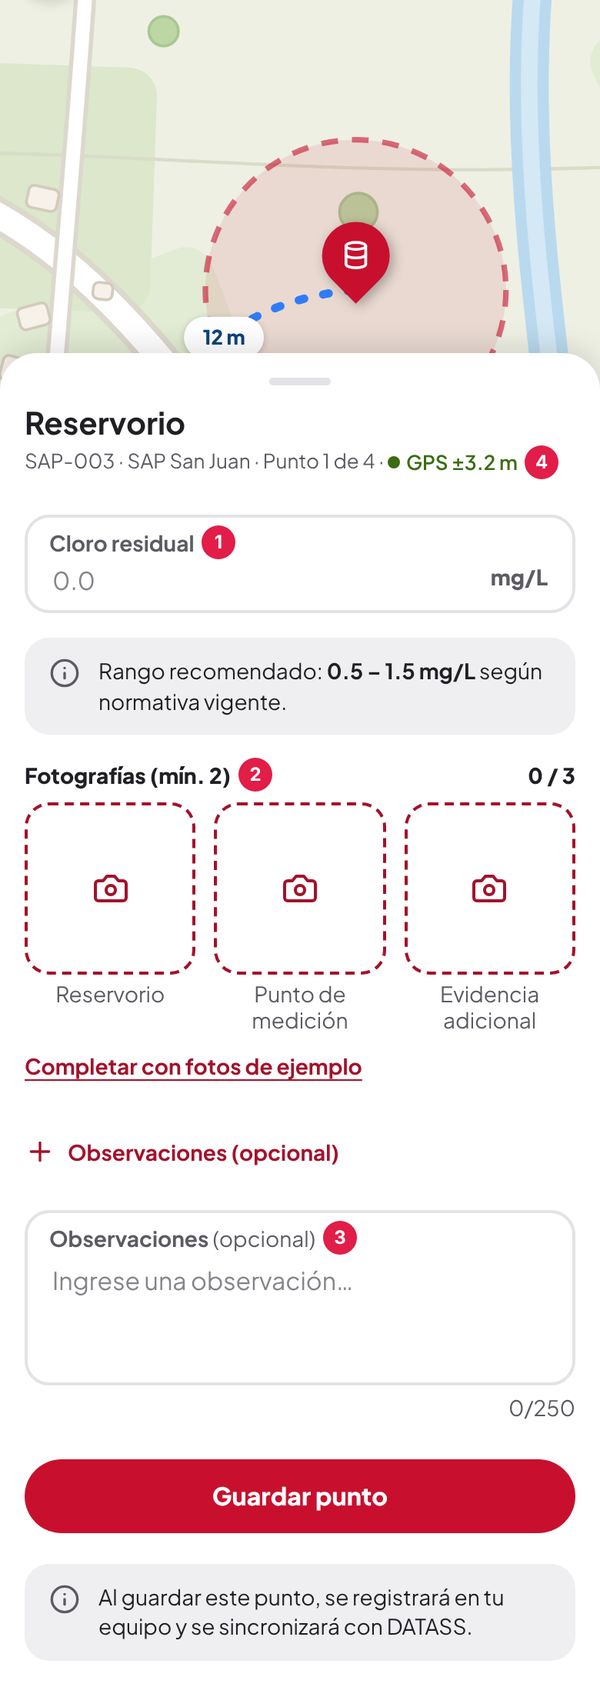 12 m
Reservorio
SAP-003 · SAP San Juan · Punto 1 de 4 · GPS ±3.2 m 4
Cloro residual 1
0.0 mg/L
Rango recomendado: 0.5 – 1.5 mg/L según
normativa vigente.
Fotografías (mín. 2) 2 0 / 3
Reservorio Punto de Evidencia
medición adicional
Completar con fotos de ejemplo
+ Observaciones (opcional)
Observaciones (opcional) 3
Ingrese una observación...
0/250
Guardar punto
Al guardar este punto, se registrará en tu
equipo y se sincronizará con DATASS.